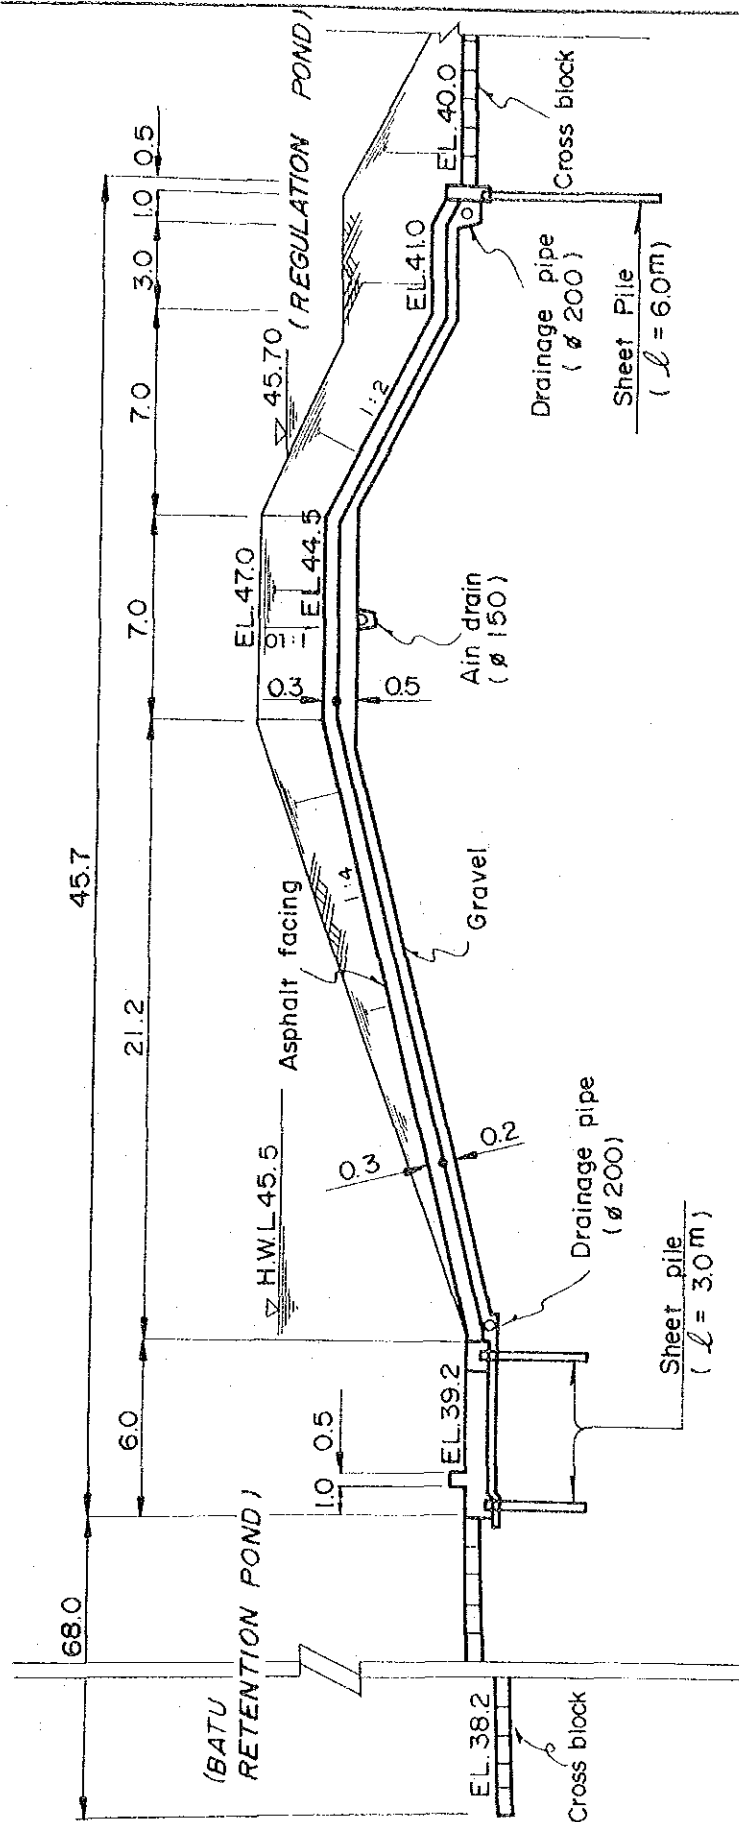 68.0
45.7
6.0
21.2
7.0
7.0
3.0
1.0
0.5
(BATU
RETENTION POND)
(REGULATION POND)
1.0
0.5
H.W.L.45.5
45.70
EL.47.0
EL.44.5
1:10
0.3
0.5
1:2
1:4
Asphalt facing
Gravel
0.3
0.2
EL.38.2
EL.39.2
EL.41.0
EL.40.0
Cross block
Cross block
Sheet pile
( ℓ = 3.0m )
Drainage pipe
(ø200)
Ain drain
(ø150)
Drainage pipe
(ø200)
Sheet Pile
( ℓ = 6.0m )